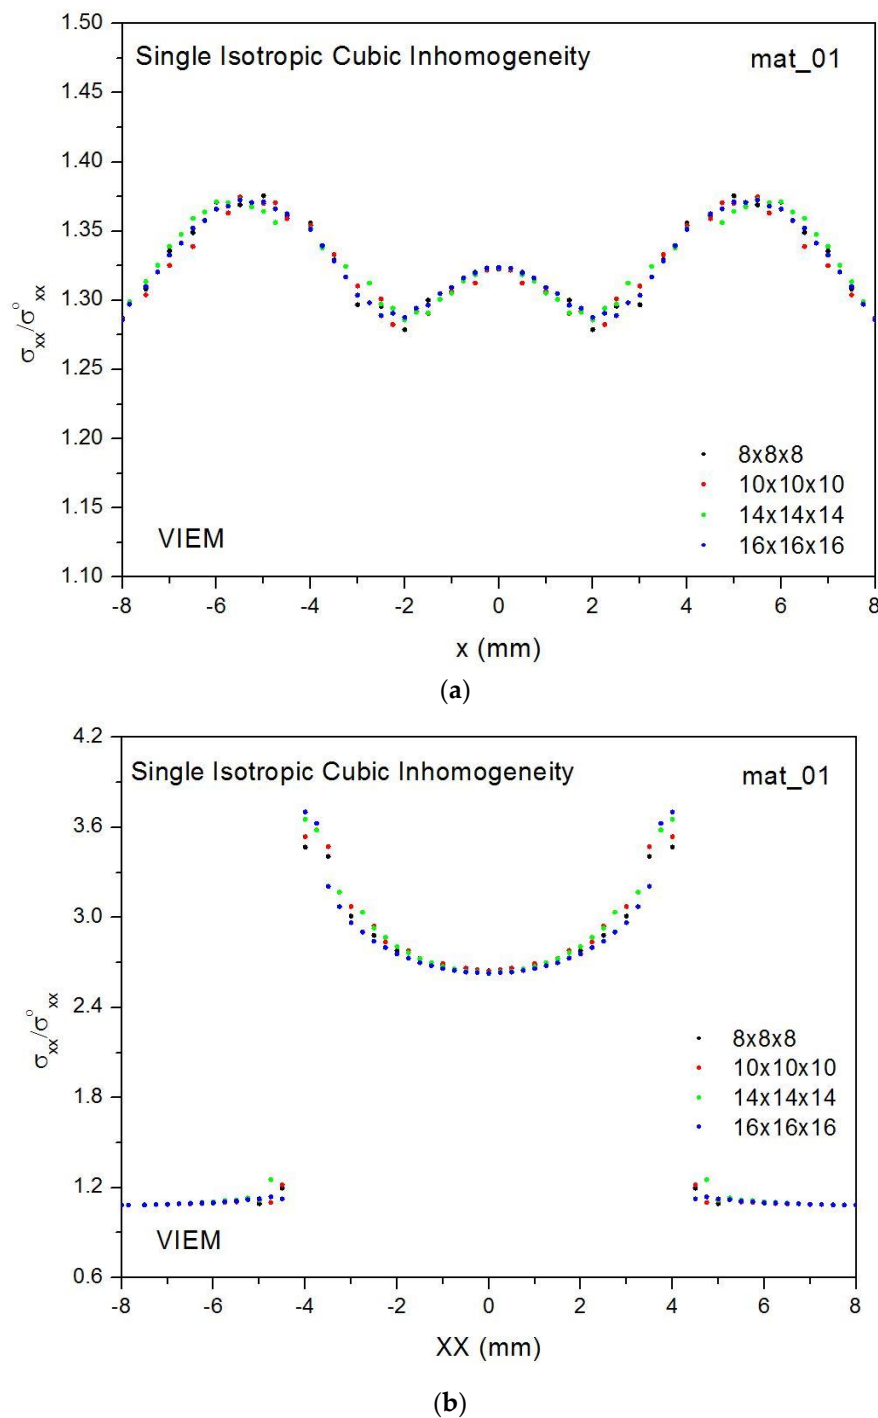 1.50
Single Isotropic Cubic Inhomogeneity
mat_01
1.45
1.40
1.35
1.30
1.25
1.20
1.15
1.10
σxx/σ°xx
8x8x8
10x10x10
14x14x14
16x16x16
VIEM
-8 -6 -4 -2 0 2 4 6 8
x (mm)
(a)
4.2
Single Isotropic Cubic Inhomogeneity
mat_01
3.6
3.0
2.4
1.8
1.2
0.6
σxx/σ°xx
8x8x8
10x10x10
14x14x14
16x16x16
VIEM
-8 -6 -4 -2 0 2 4 6 8
XX (mm)
(b)